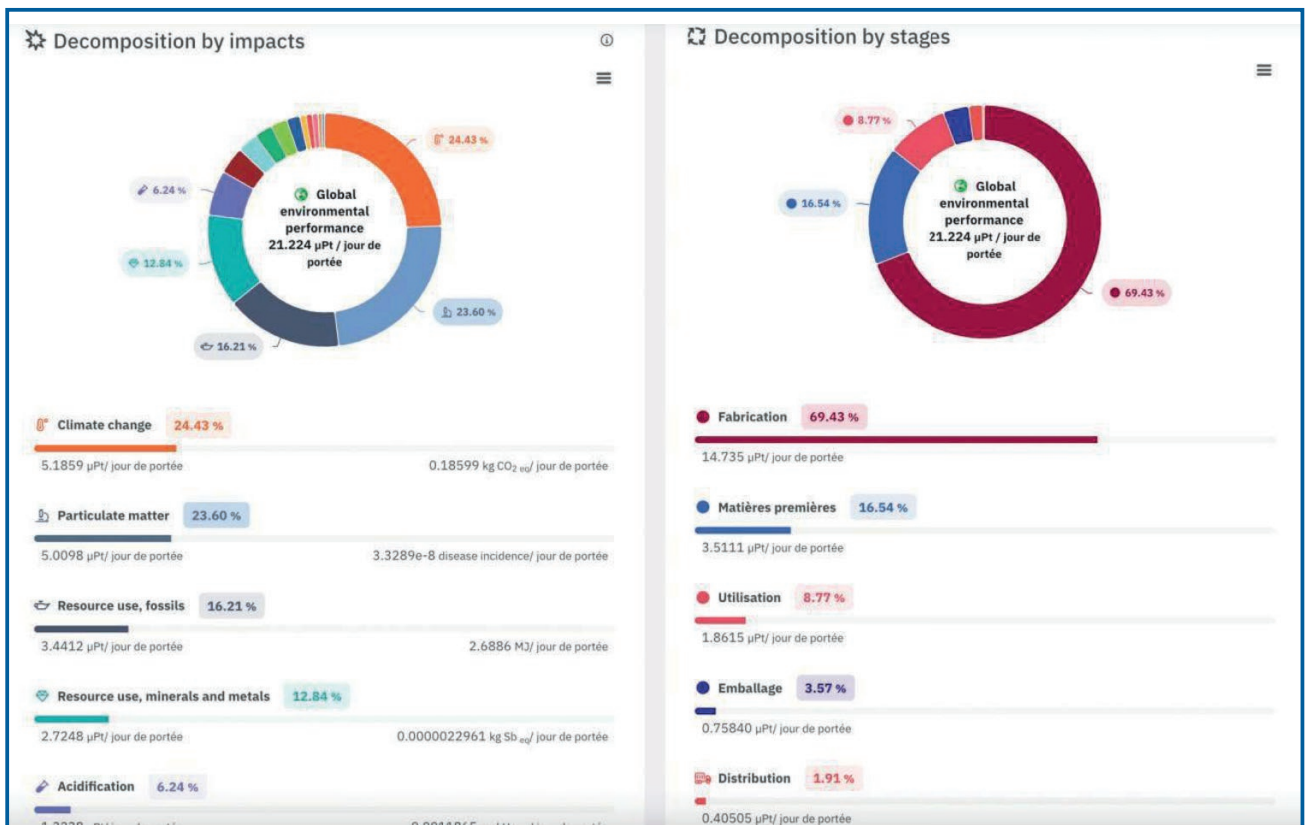 Decomposition by impacts
24.43 %
6.24 %
Global
environmental
performance
21.224 µPt / jour de
portée
12.84 %
23.60 %
16.21 %
Climate change 24.43 %
5.1859 µPt/ jour de portée 0.18599 kg CO2 eq/ jour de portée
Particulate matter 23.60 %
5.0098 µPt/ jour de portée 3.3289e-8 disease incidence/ jour de portée
Resource use, fossils 16.21 %
3.4412 µPt/ jour de portée 2.6886 MJ/ jour de portée
Resource use, minerals and metals 12.84 %
2.7248 µPt/ jour de portée 0.0000022961 kg Sb eq/ jour de portée
Acidification 6.24 %
Decomposition by stages
8.77 %
16.54 %
Global
environmental
performance
21.224 µPt / jour de
portée
69.43 %
Fabrication 69.43 %
14.735 µPt/ jour de portée
Matières premières 16.54 %
3.5111 µPt/ jour de portée
Utilisation 8.77 %
1.8615 µPt/ jour de portée
Emballage 3.57 %
0.75840 µPt/ jour de portée
Distribution 1.91 %
0.40505 µPt/ jour de portée